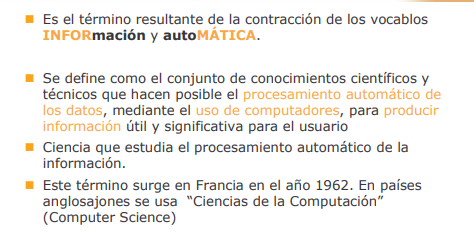 Es el término resultante de la contracción de los vocablos
INFORmación y autoMÁTICA.
Se define como el conjunto de conocimientos científicos y
técnicos que hacen posible el procesamiento automático de
los datos, mediante el uso de computadores, para producir
información útil y significativa para el usuario
Ciencia que estudia el procesamiento automático de la
información.
Este término surge en Francia en el año 1962. En países
anglosajones se usa “Ciencias de la Computación”
(Computer Science)